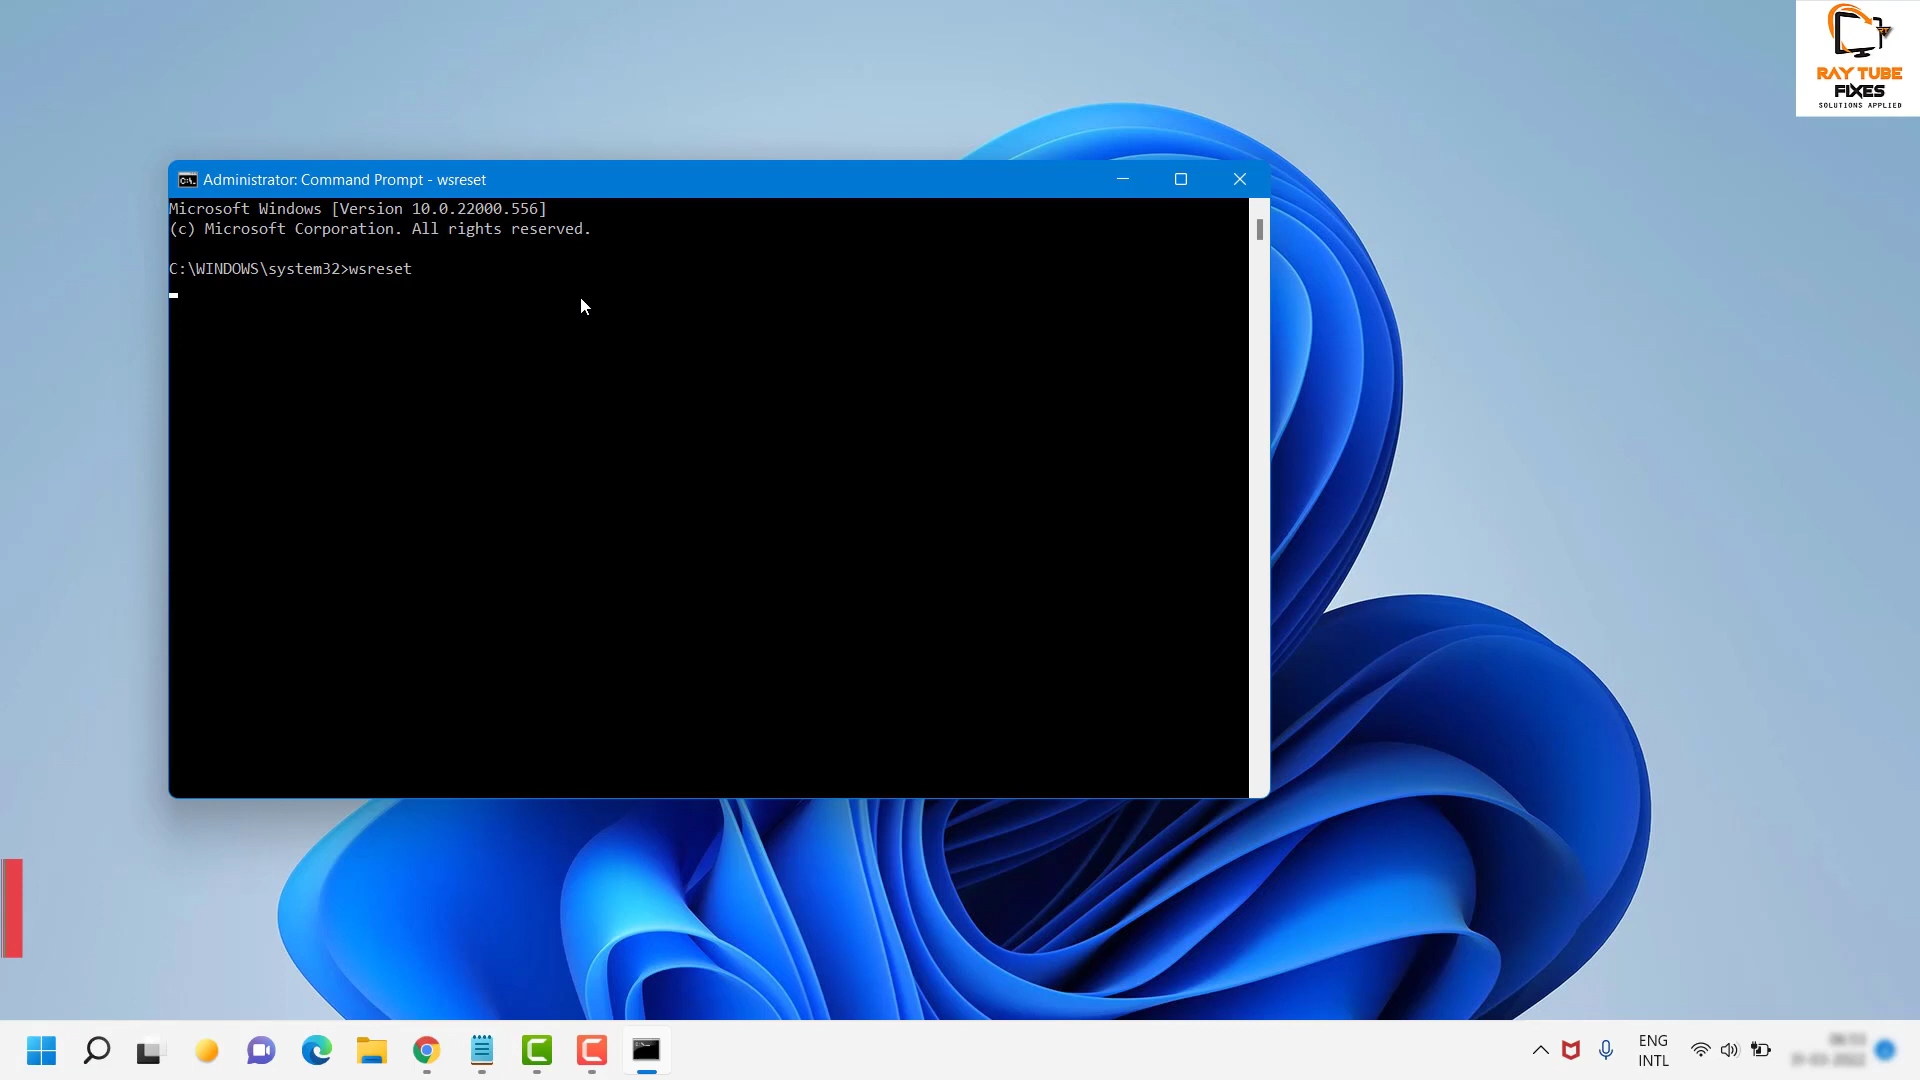 RAY TUBE
FIXES
SOLUTIONS APPLIED
Administrator: Command Prompt - wsreset
Microsoft Windows [Version 10.0.22000.556]
(c) Microsoft Corporation. All rights reserved.
C:\WINDOWS\system32>wsreset
ENG
INTL